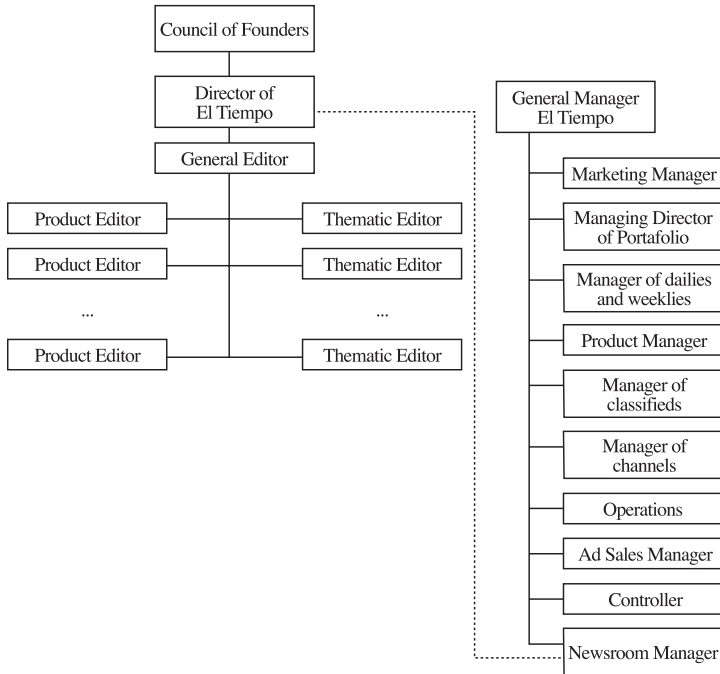 Council of Founders
Director of
El Tiempo
General Editor
Product Editor
Thematic Editor
Product Editor
Thematic Editor
...
...
Product Editor
Thematic Editor
General Manager
El Tiempo
Marketing Manager
Managing Director
of Portafolio
Manager of dailies
and weeklies
Product Manager
Manager of
classifieds
Manager of
channels
Operations
Ad Sales Manager
Controller
Newsroom Manager